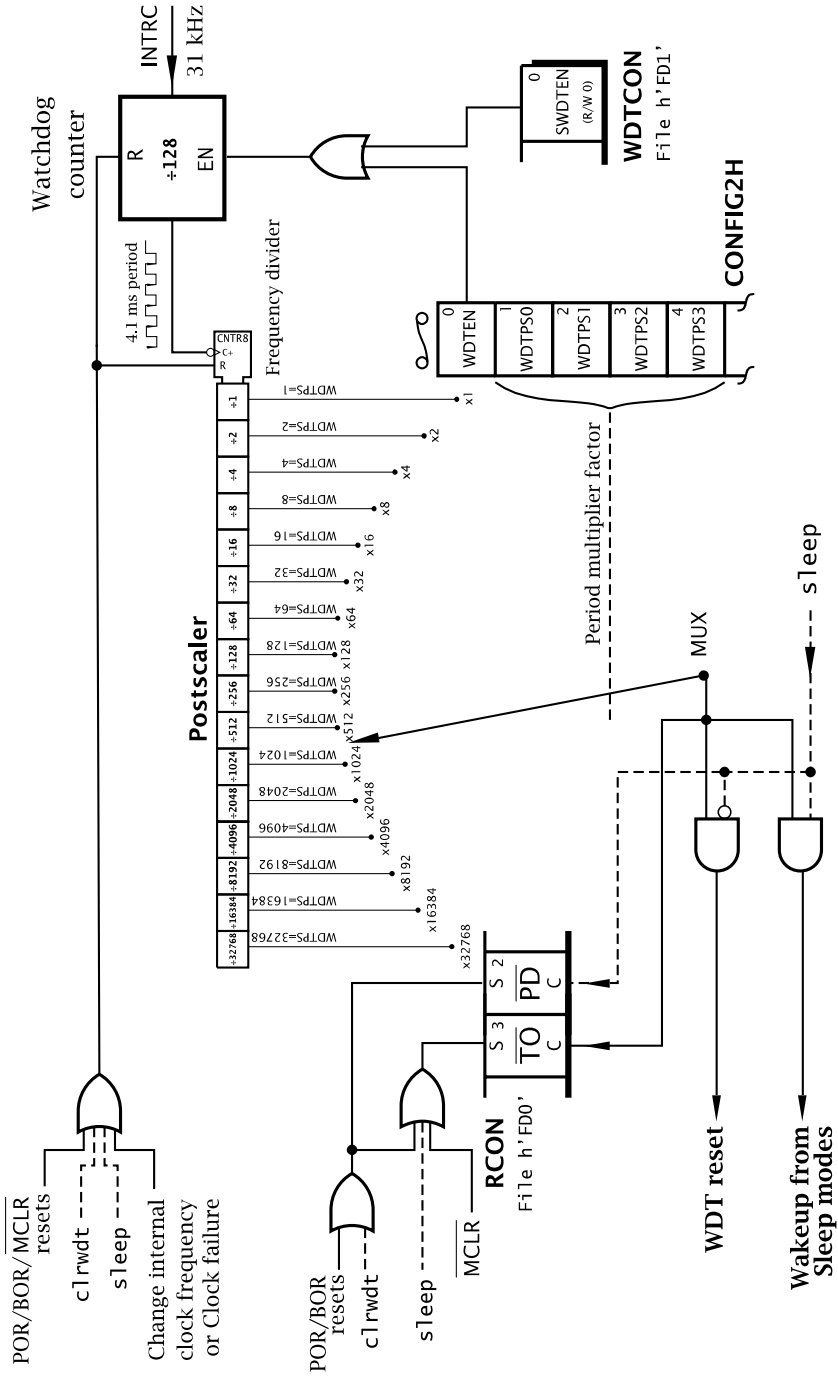 POR/BOR/MCLR
resets
clrwdt
sleep
Change internal
clock frequency
or Clock failure
Watchdog
counter
R
÷128
EN
INTRC
31 kHz
4.1 ms period
CNTR8
C+
R
Frequency divider
Postscaler
÷32768
÷16384
÷8192
÷4096
÷2048
÷1024
÷512
÷256
÷128
÷64
÷32
÷16
÷8
÷4
÷2
÷1
WDTPS=32768
WDTPS=16384
WDTPS=8192
WDTPS=4096
WDTPS=2048
WDTPS=1024
WDTPS=512
WDTPS=256
WDTPS=128
WDTPS=64
WDTPS=32
WDTPS=16
WDTPS=8
WDTPS=4
WDTPS=2
WDTPS=1
x32768
x16384
x8192
x4096
x2048
x1024
x512
x256
x128
x64
x32
x16
x8
x4
x2
x1
0
SWDTEN
(R/W 0)
WDTCON
File h'FD1'
0
WDTEN
1
WDTPS0
2
WDTPS1
3
WDTPS2
4
WDTPS3
CONFIG2H
Period multiplier factor
MUX
sleep
POR/BOR
resets
clrwdt
sleep
MCLR
RCON
File h'FD0'
S 3
TO
C
S 2
PD
C
WDT reset
Wakeup from
Sleep modes